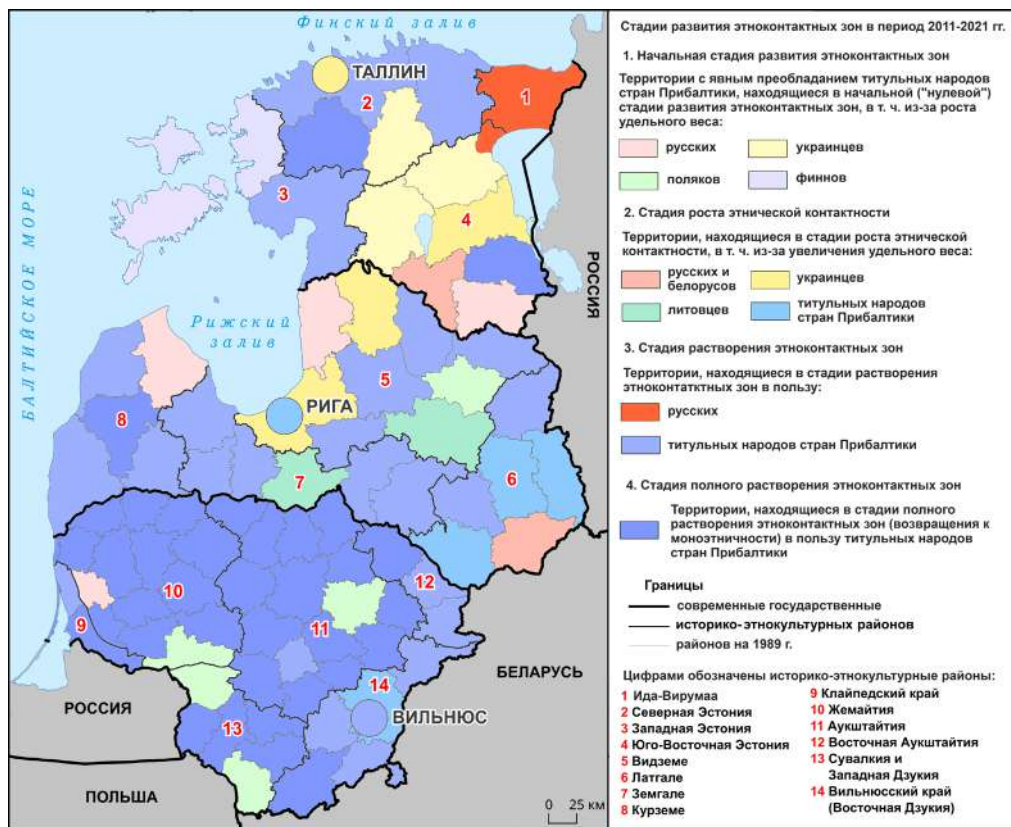 Финский залив
ТАЛЛИН
1
2
3
4
БАЛТИЙСКОЕ МОРЕ
РОССИЯ
Рижский
залив
5
РИГА
8
6
7
12
10
11
9
БЕЛАРУСЬ
14
РОССИЯ
ВИЛЬНЮС
13
ПОЛЬША
0 25 км
Стадии развития этноконтактных зон в период 2011-2021 гг.
1. Начальная стадия развития этноконтактных зон
Территории с явным преобладанием титульных народов
стран Прибалтики, находящиеся в начальной ("нулевой")
стадии развития этноконтактных зон, в т. ч. из-за роста
удельного веса:
русских
украинцев
поляков
финнов
2. Стадия роста этнической контактности
Территории, находящиеся в стадии роста этнической
контактности, в т. ч. из-за увеличения удельного веса:
русских и
белорусов
украинцев
литовцев
титульных народов
стран Прибалтики
3. Стадия растворения этноконтактных зон
Территории, находящиеся в стадии растворения
этноконтатктных зон в пользу:
русских
титульных народов стран Прибалтики
4. Стадия полного растворения этноконтактных зон
Территории, находящиеся в стадии полного
растворения этноконтактных зон (возвращения к
моноэтничности) в пользу титульных народов
стран Прибалтики
Границы
современные государственные
историко-этнокультурных районов
районов на 1989 г.
Цифрами обозначены историко-этнокультурные районы:
1 Ида-Вирумаа
2 Северная Эстония
3 Западная Эстония
4 Юго-Восточная Эстония
5 Видземе
6 Латгале
7 Земгале
8 Курземе
9 Клайпедский край
10 Жемайтия
11 Аукштайтия
12 Восточная Аукштайтия
13 Сувалкия и
Западная Дзукия
14 Вильнюсский край
(Восточная Дзукия)